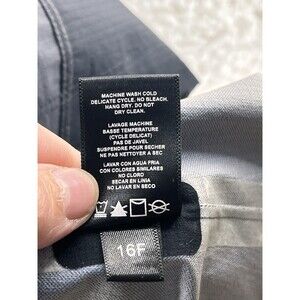 MACHINE WASH COLD
DELICATE CYCLE. NO BLEACH.
HANG DRY. DO NOT
DRY CLEAN.
LAVAGE MACHINE
BASSE TEMPERATURE
(CYCLE DELICAT)
PAS DE JAVEL
SUSPENDRE POUR SECHER
NE PAS NETTOYER A SEC
LAVAR CON AGUA FRIA
CON COLORES SIMILARES
NO CLORO
SECAR EN LINIA
NO LAVAR EN SECO
16F